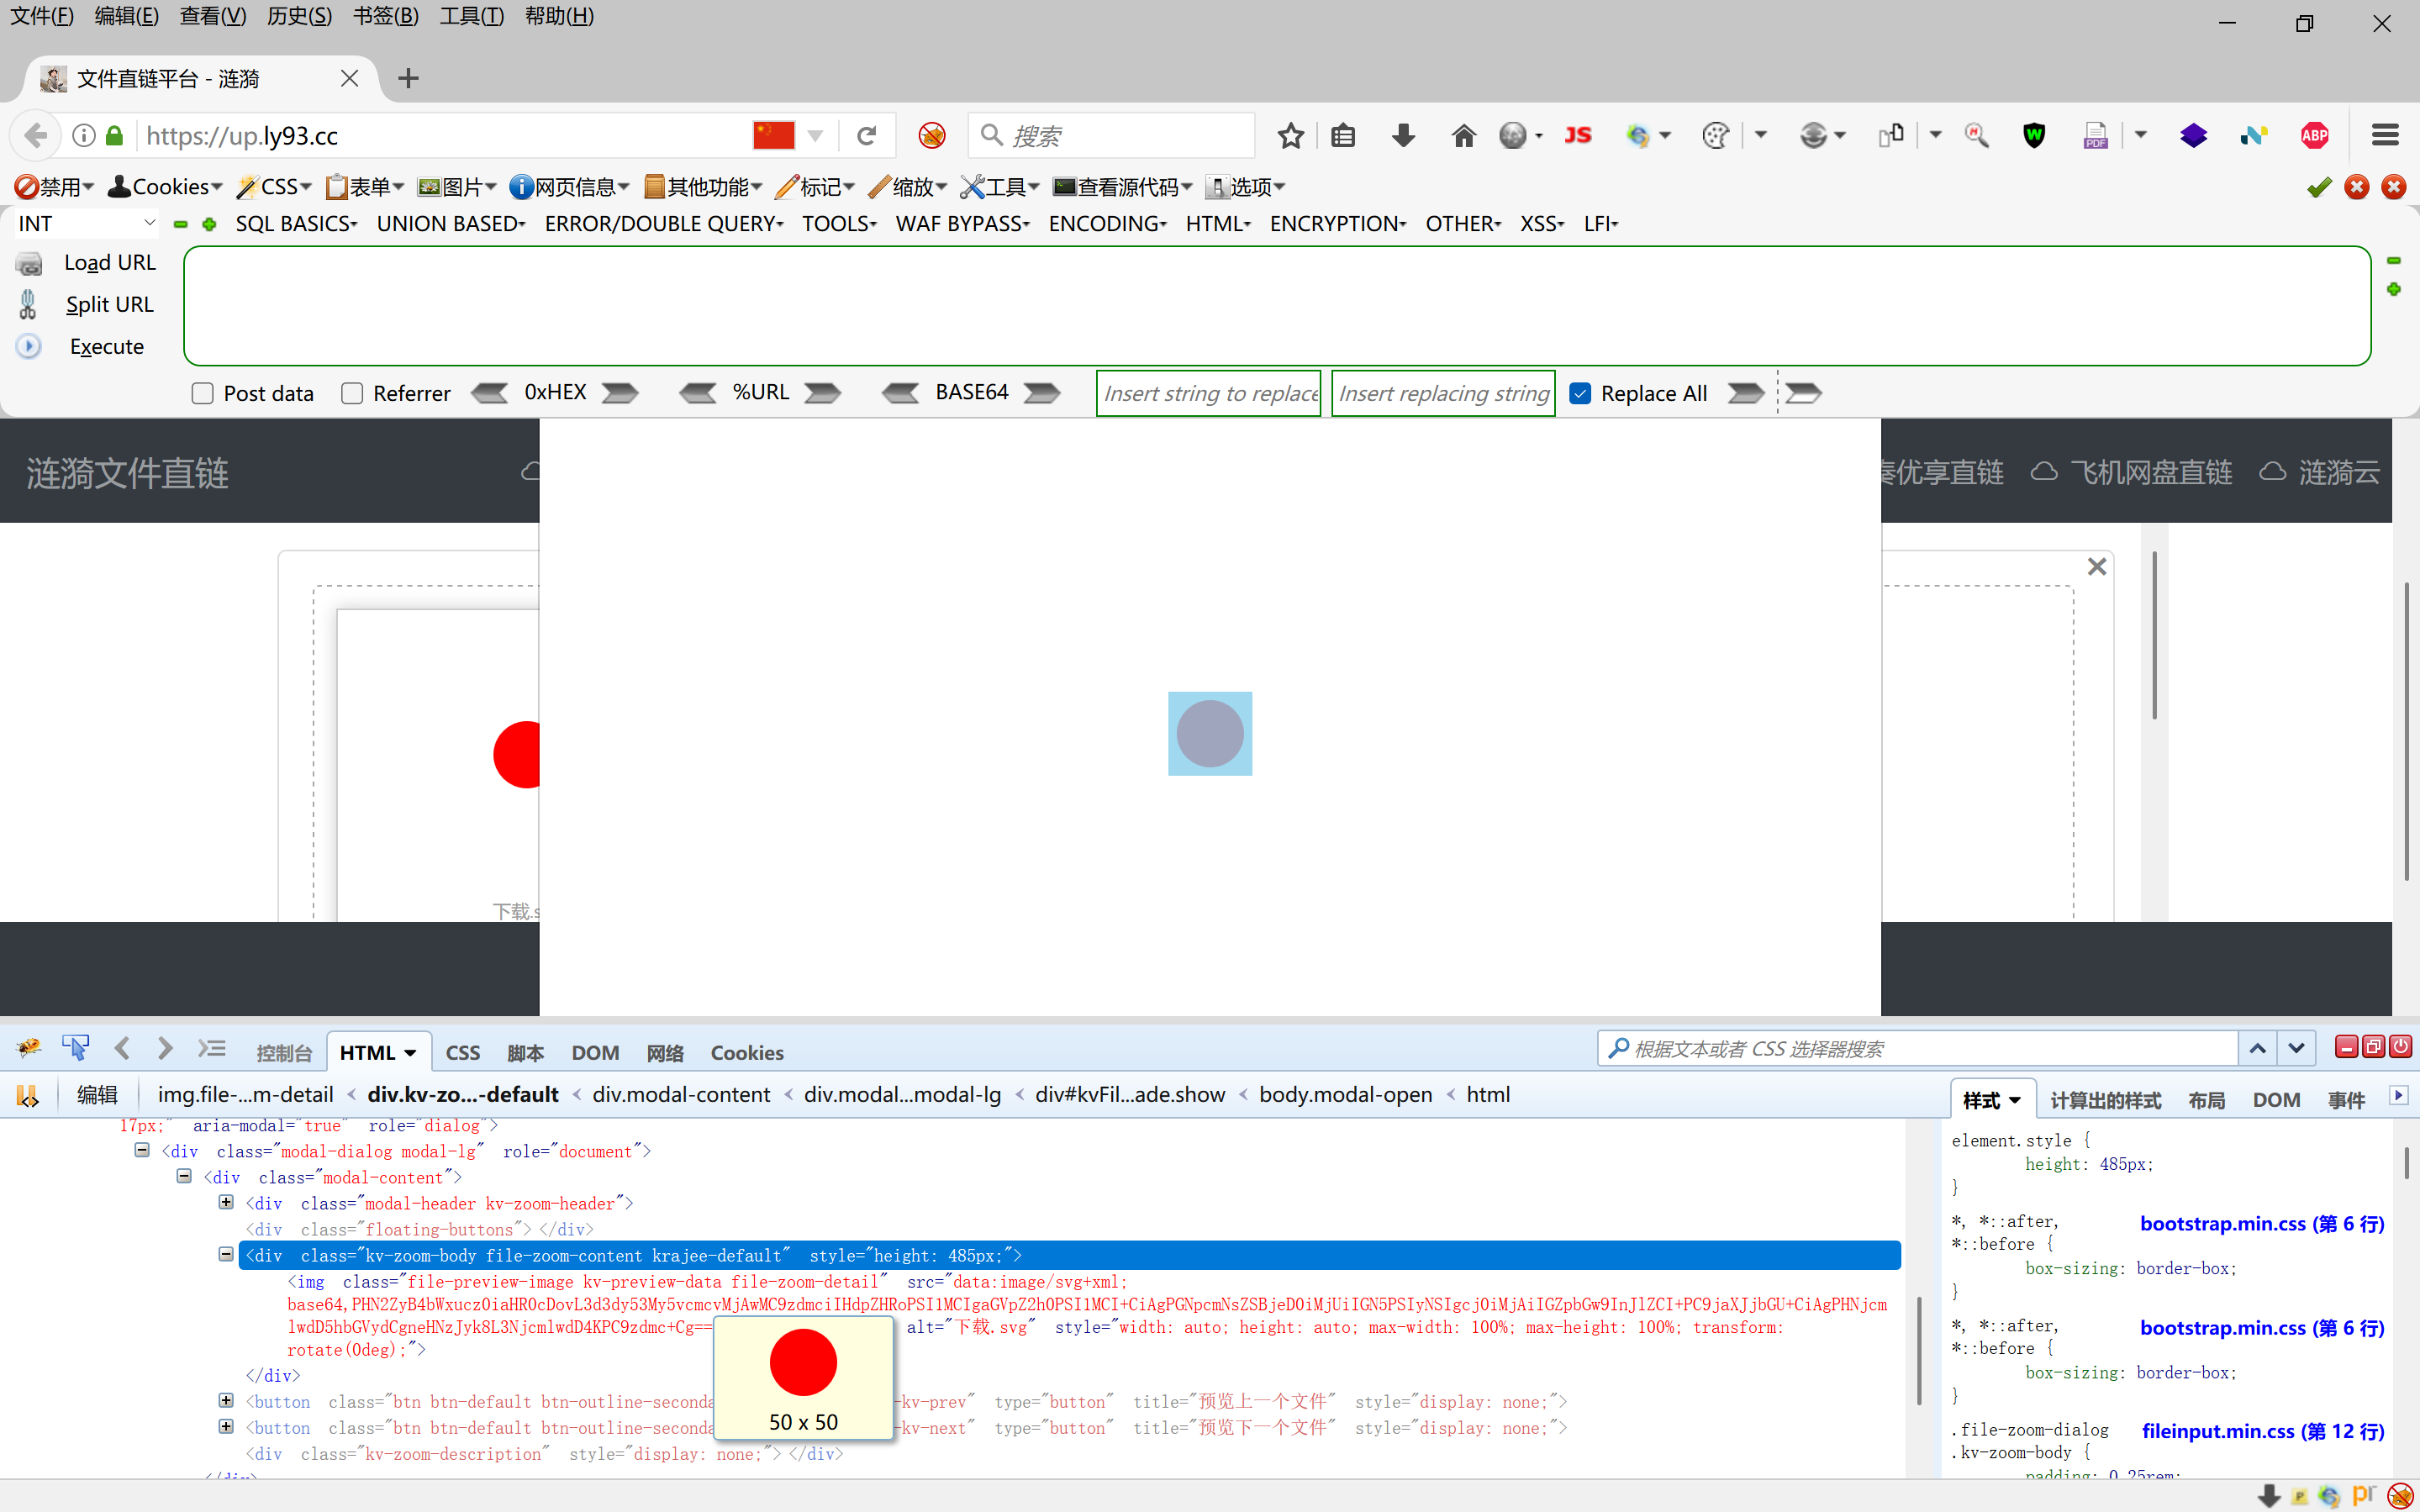 文件(F) 编辑(E) 查看(V) 历史(S) 书签(B) 工具(T) 帮助(H)
文件直链平台 - 涟漪
https://up.ly93.cc
搜索
JS
W
PDF
ABP
禁用 Cookies CSS 表单 图片 网页信息 其他功能 标记 缩放 工具 查看源代码 选项
INT SQL BASICS UNION BASED ERROR/DOUBLE QUERY TOOLS WAF BYPASS ENCODING HTML ENCRYPTION OTHER XSS LFI
Load URL
Split URL
Execute
Post data Referrer 0xHEX %URL BASE64 Insert string to replace Insert replacing string Replace All
涟漪文件直链 优享直链 飞机网盘直链 涟漪云
下载.s
控制台 HTML CSS 脚本 DOM 网络 Cookies 根据文本或者 CSS 选择器搜索
编辑 img.file-...m-detail < div.kv-zo...-default < div.modal-content < div.modal...modal-lg < div#kvFil...ade.show < body.modal-open < html
样式 计算出的样式 布局 DOM 事件
17px;" aria-modal="true" role="dialog">
<div class="modal-dialog modal-lg" role="document">
<div class="modal-content">
<div class="modal-header kv-zoom-header">
<div class="floating-buttons"></div>
<div class="kv-zoom-body file-zoom-content krajee-default" style="height: 485px;">
<img class="file-preview-image kv-preview-data file-zoom-detail" src="data:image/svg+xml;
alt="下载.svg" style="width: auto; height: auto; max-width: 100%; max-height: 100%; transform:
rotate(0deg);">
</div>
<button class="btn btn-default btn-outline-seconda -kv-prev" type="button" title="预览上一个文件" style="display: none;">
<button class="btn btn-default btn-outline-seconda -kv-next" type="button" title="预览下一个文件" style="display: none;">
<div class="kv-zoom-description" style="display: none;"></div>
</div>
50 x 50
element.style {
height: 485px;
}
*, *::after, bootstrap.min.css (第 6 行)
*::before {
box-sizing: border-box;
}
*, *::after, bootstrap.min.css (第 6 行)
*::before {
box-sizing: border-box;
}
.file-zoom-dialog fileinput.min.css (第 12 行)
.kv-zoom-body {
padding: 0.25rem;